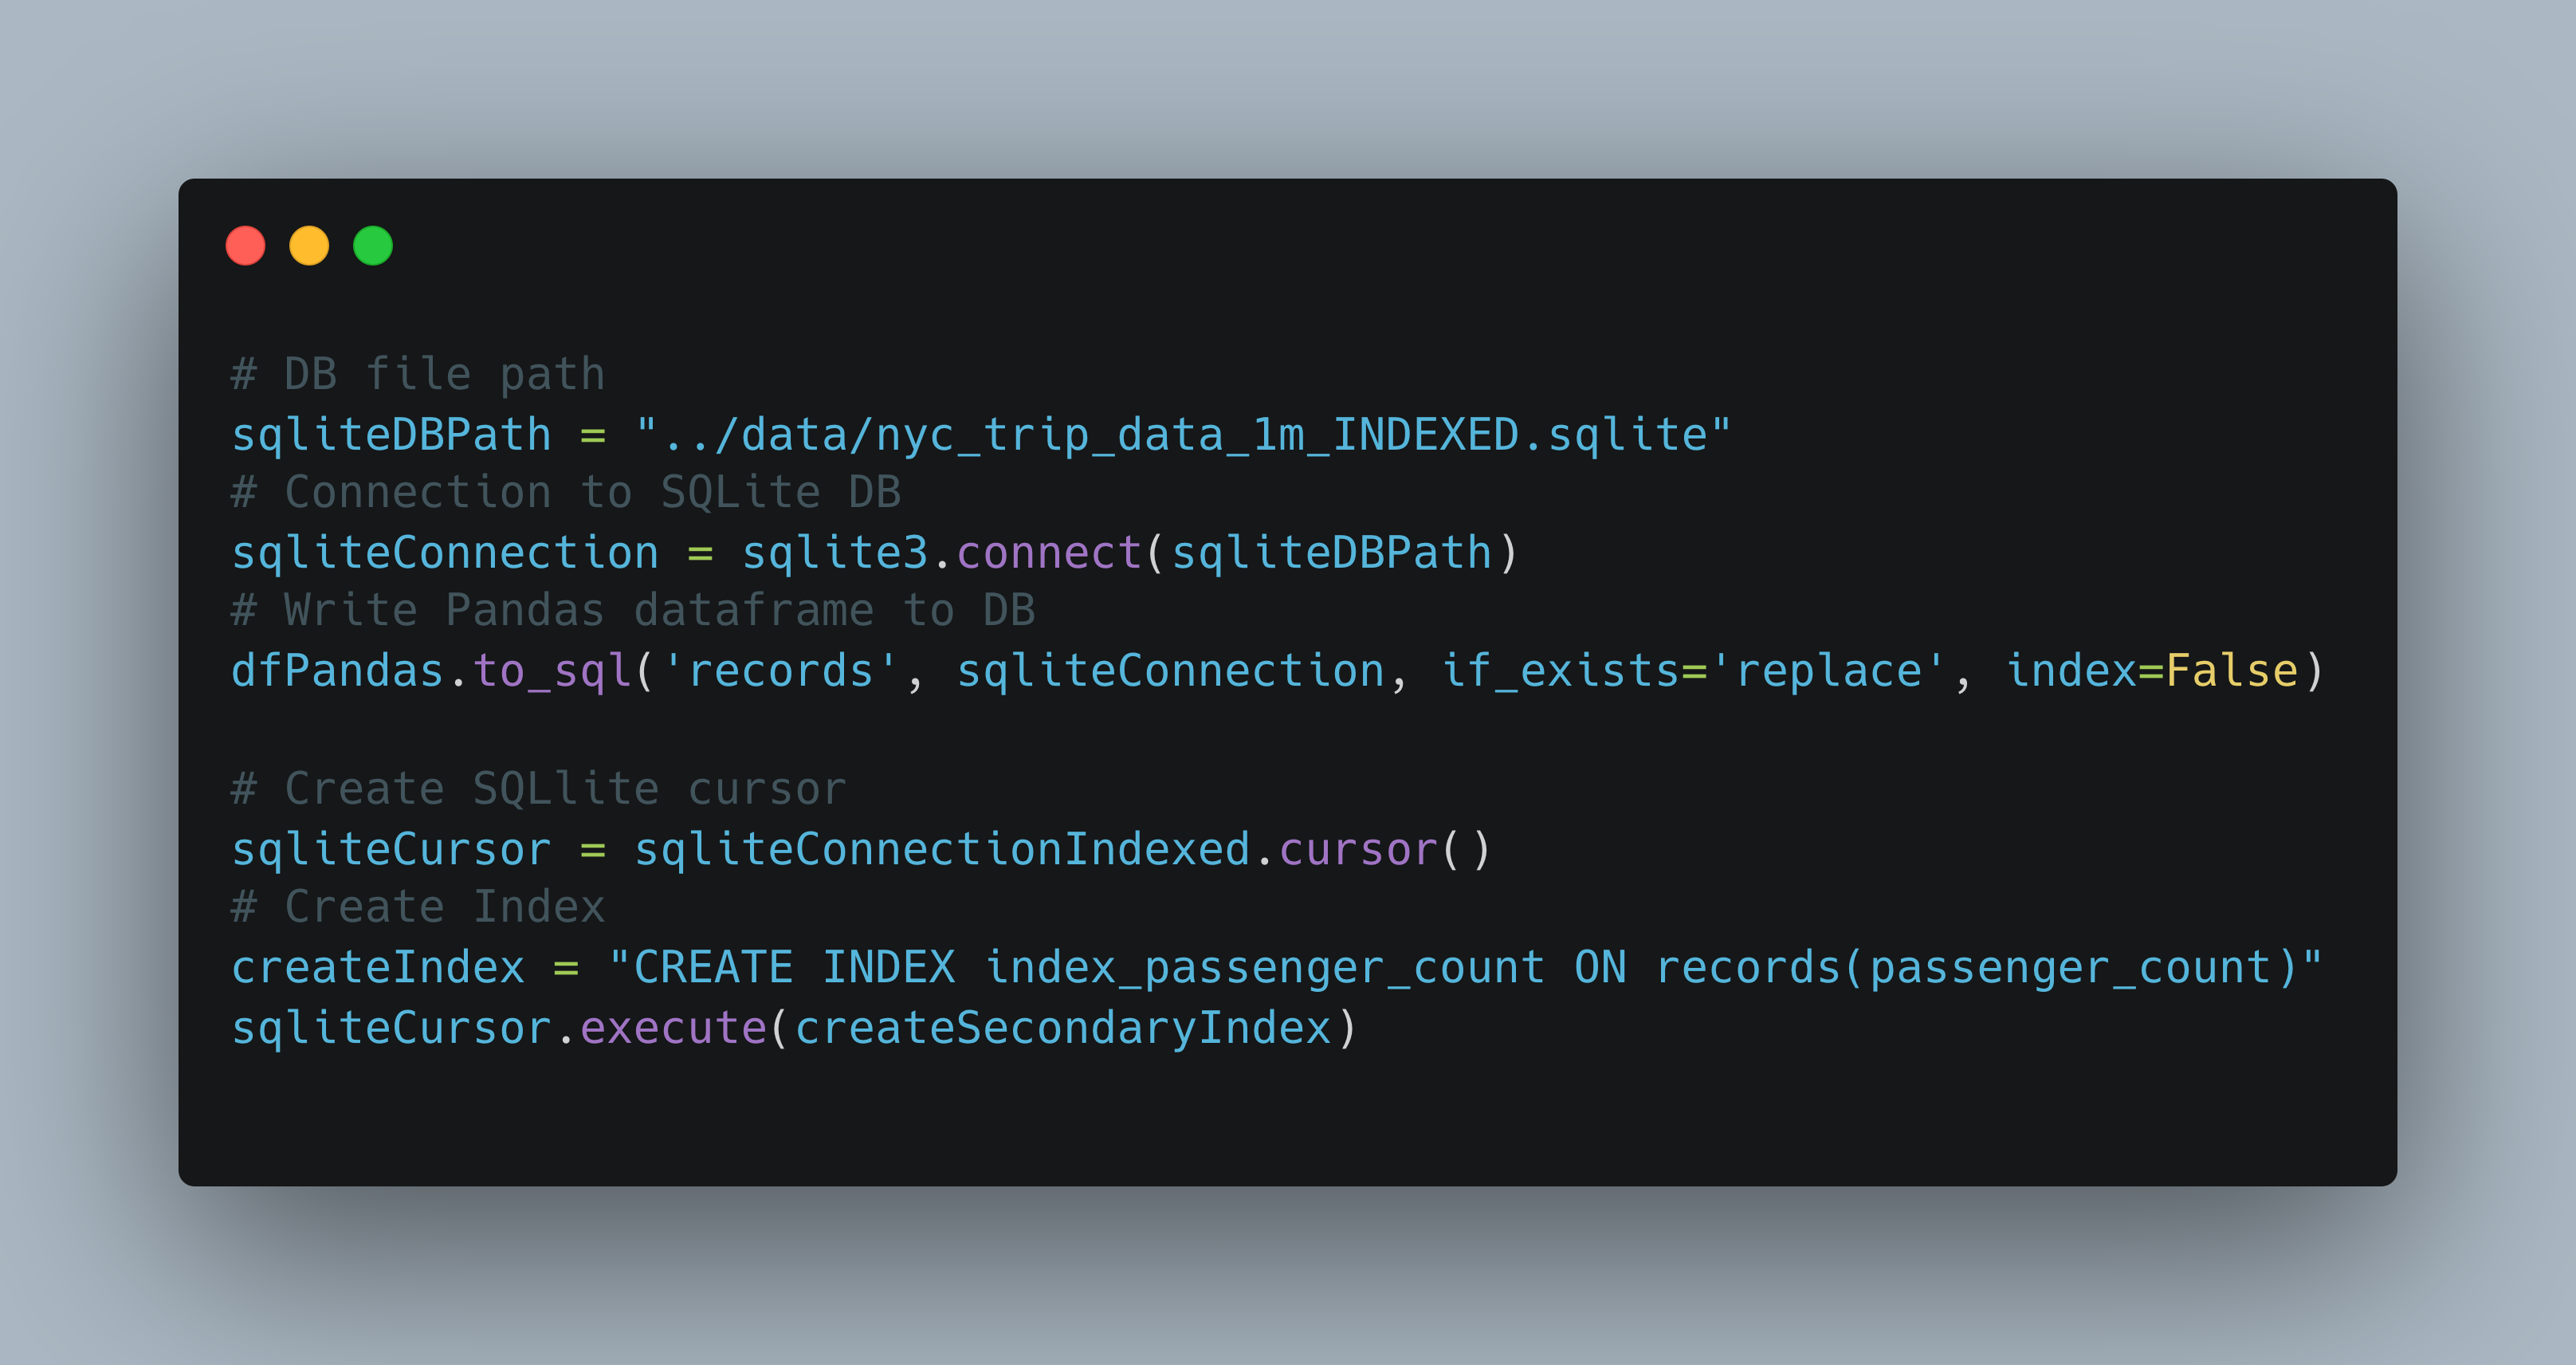 # DB file path
sqliteDBPath = "../data/nyc_trip_data_1m_INDEXED.sqlite"
# Connection to SQLite DB
sqliteConnection = sqlite3.connect(sqliteDBPath)
# Write Pandas dataframe to DB
dfPandas.to_sql('records', sqliteConnection, if_exists='replace', index=False)
# Create SQLlite cursor
sqliteCursor = sqliteConnectionIndexed.cursor()
# Create Index
createIndex = "CREATE INDEX index_passenger_count ON records(passenger_count)"
sqliteCursor.execute(createSecondaryIndex)